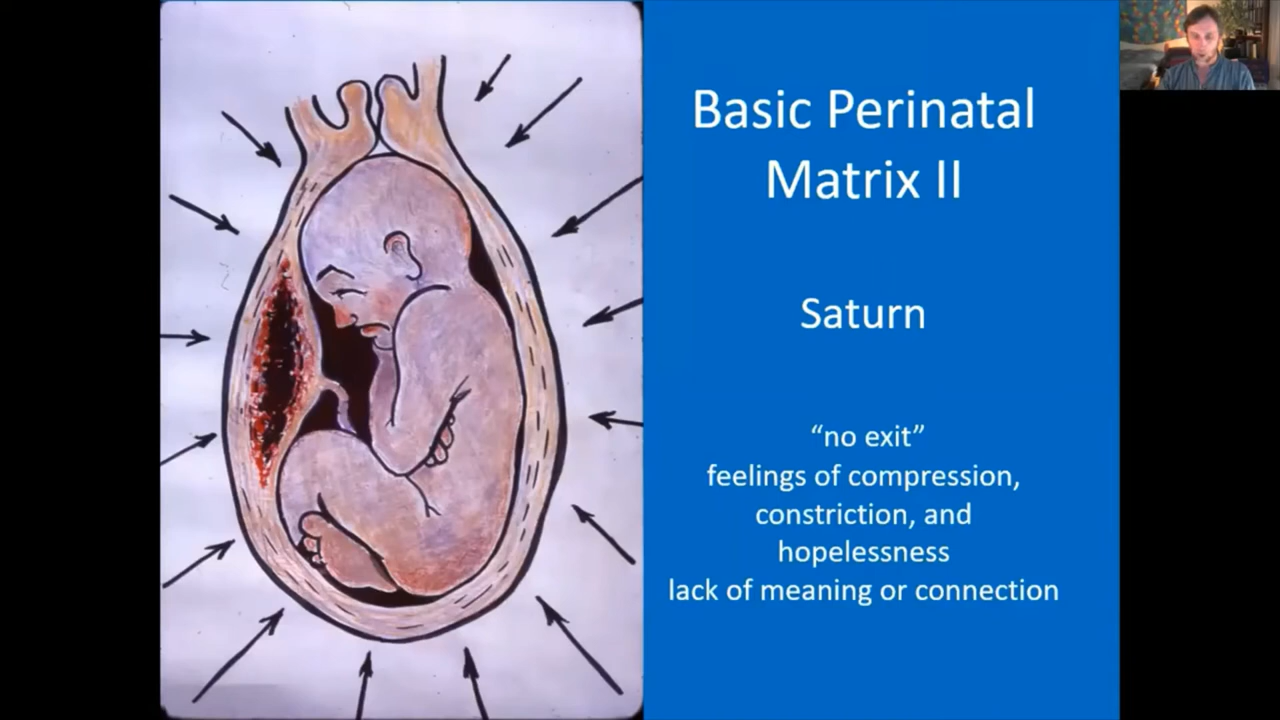 Basic Perinatal
Matrix II
Saturn
“no exit”
feelings of compression,
constriction, and
hopelessness
lack of meaning or connection